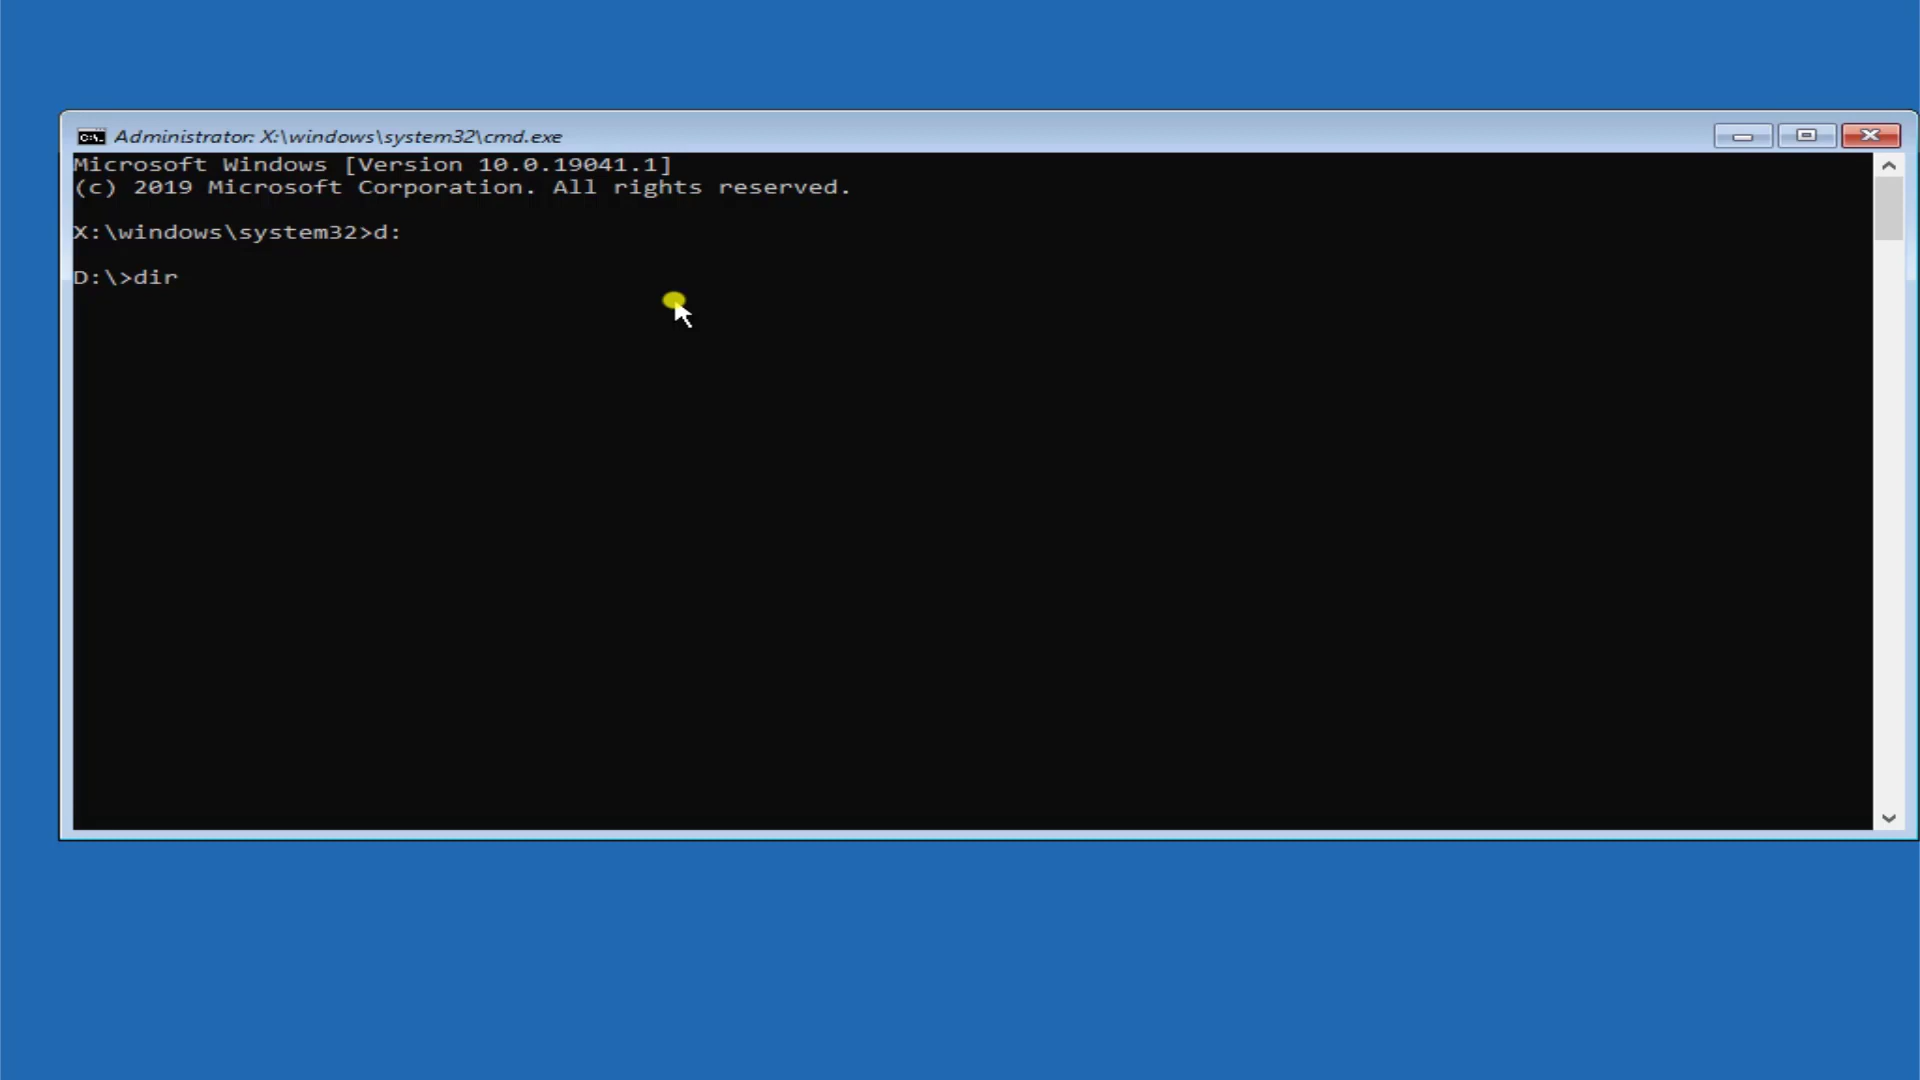 Administrator: X:\windows\system32\cmd.exe
Microsoft Windows [Version 10.0.19041.1]
(c) 2019 Microsoft Corporation. All rights reserved.
X:\windows\system32>d:
D:\>dir